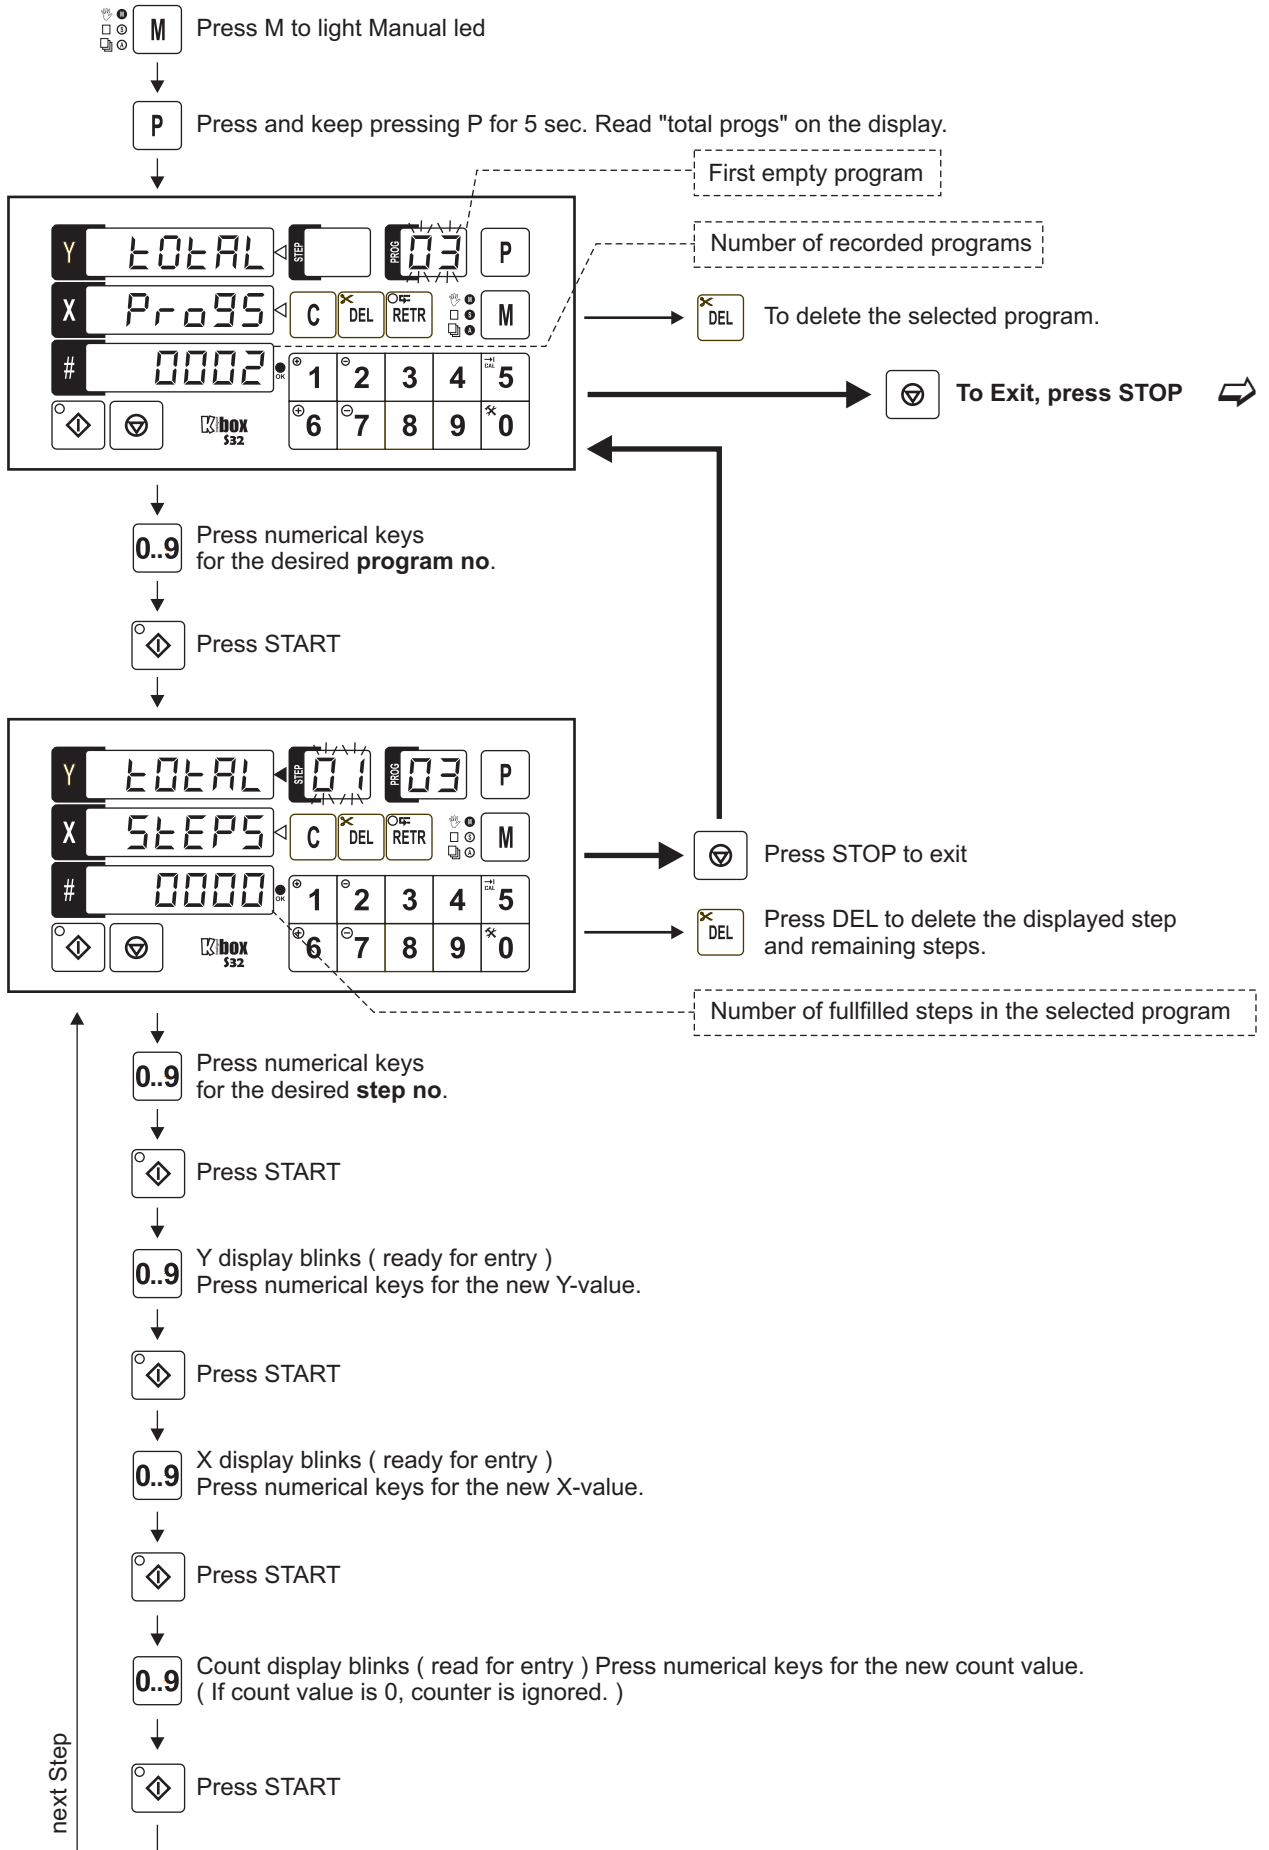 M Press M to light Manual led
P Press and keep pressing P for 5 sec. Read "total progs" on the display.
First empty program
Number of recorded programs
Y total STEP PROG 03 P
X Progs C DEL RETR M
# 0002 OK 1 2 3 4 CAL 5
Kbox S32 6 7 8 9 0
DEL To delete the selected program.
To Exit, press STOP
0..9 Press numerical keys
for the desired program no.
Press START
Y total STEP 01 PROG 03 P
X StEPS C DEL RETR M
# 0000 OK 1 2 3 4 CAL 5
Kbox S32 6 7 8 9 0
Press STOP to exit
DEL Press DEL to delete the displayed step
and remaining steps.
Number of fullfilled steps in the selected program
0..9 Press numerical keys
for the desired step no.
Press START
0..9 Y display blinks ( ready for entry )
Press numerical keys for the new Y-value.
Press START
0..9 X display blinks ( ready for entry )
Press numerical keys for the new X-value.
Press START
0..9 Count display blinks ( read for entry ) Press numerical keys for the new count value.
( If count value is 0, counter is ignored. )
Press START
next Step